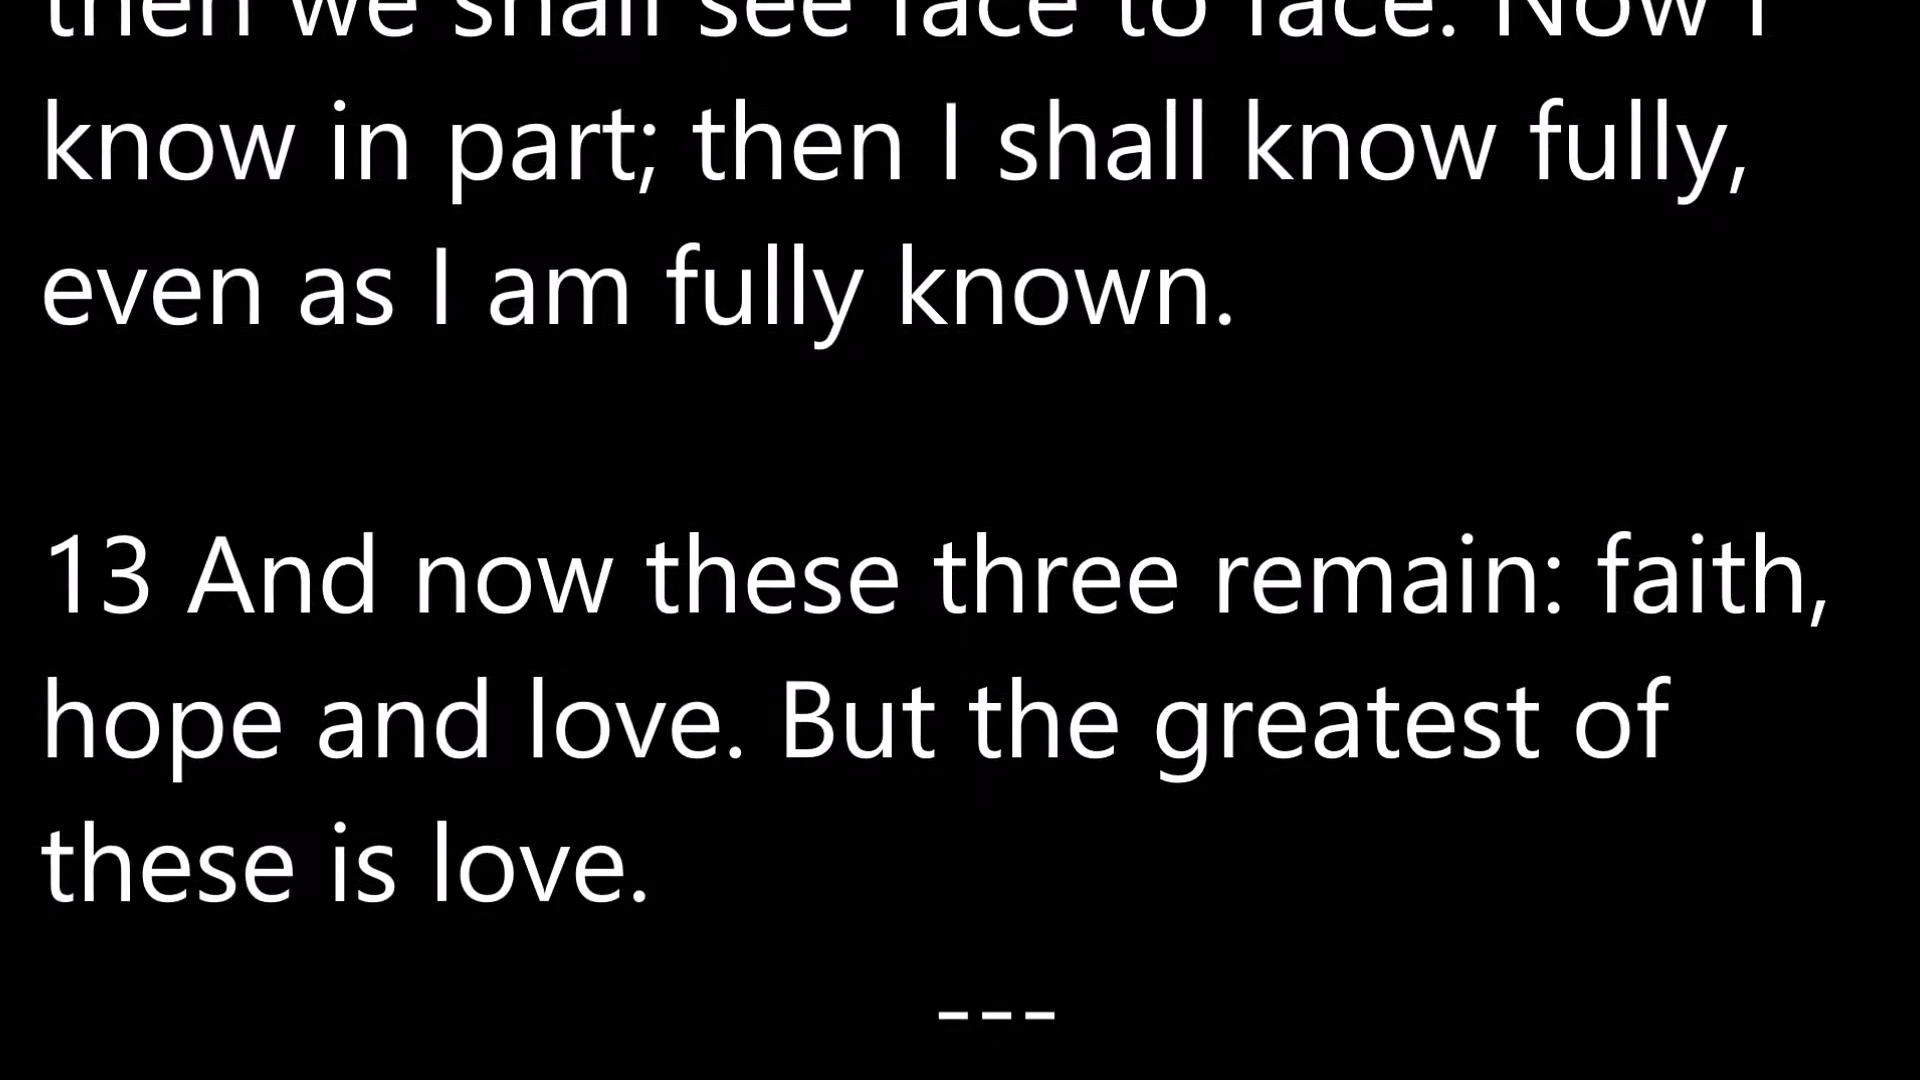 then we shall see face to face. Now I
know in part; then I shall know fully,
even as I am fully known.
13 And now these three remain: faith,
hope and love. But the greatest of
these is love.
---